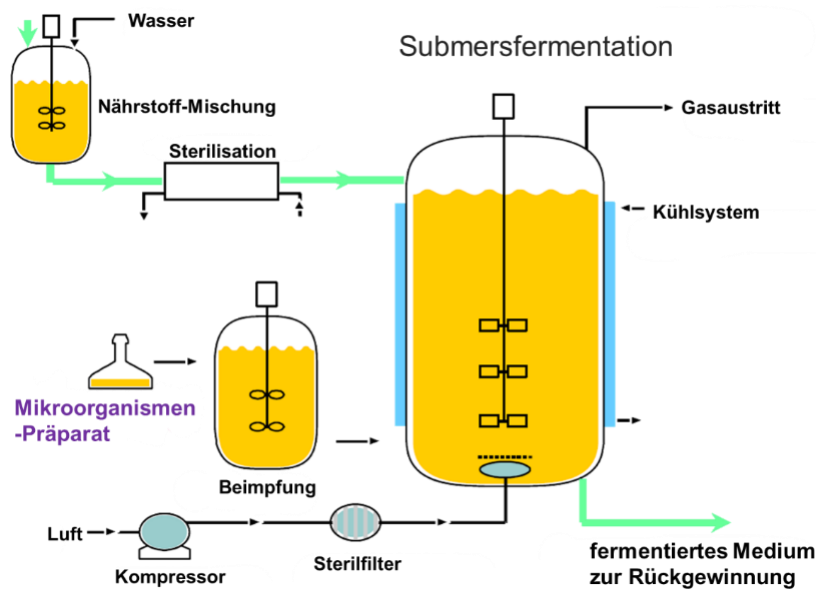 Wasser
Submersfermentation
Nährstoff-Mischung
Gasaustritt
Sterilisation
Kühlsystem
Mikroorganismen
-Präparat
Beimpfung
Luft
Kompressor
Sterilfilter
fermentiertes Medium
zur Rückgewinnung